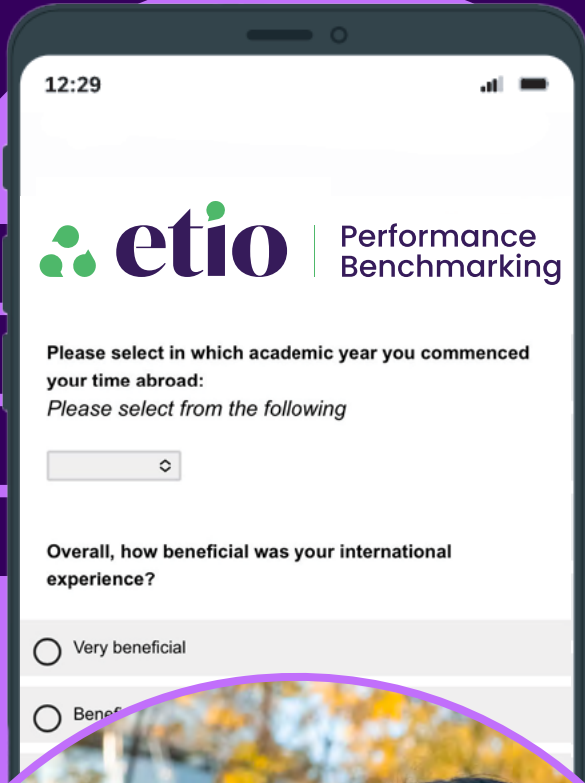 12:29
etio
Performance
Benchmarking
Please select in which academic year you commenced
your time abroad:
Please select from the following
Overall, how beneficial was your international
experience?
Very beneficial